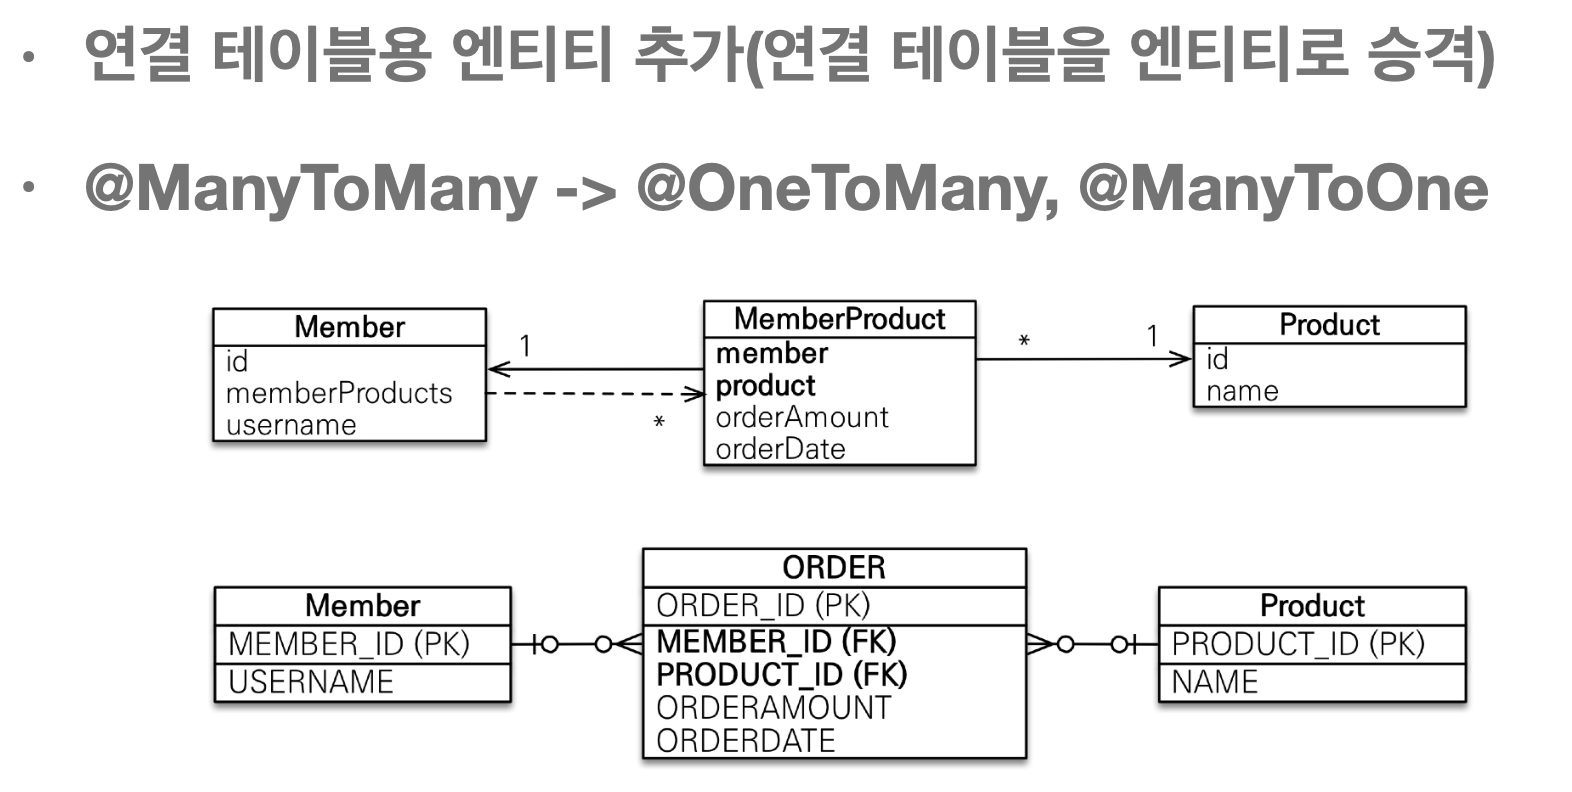 • 연결 테이블용 엔티티 추가(연결 테이블을 엔티티로 승격)
• @ManyToMany -> @OneToMany, @ManyToOne
Member
id
memberProducts
username
1
*
MemberProduct
member
product
orderAmount
orderDate
*
1
Product
id
name
Member
MEMBER_ID (PK)
USERNAME
ORDER
ORDER_ID (PK)
MEMBER_ID (FK)
PRODUCT_ID (FK)
ORDERAMOUNT
ORDERDATE
Product
PRODUCT_ID (PK)
NAME